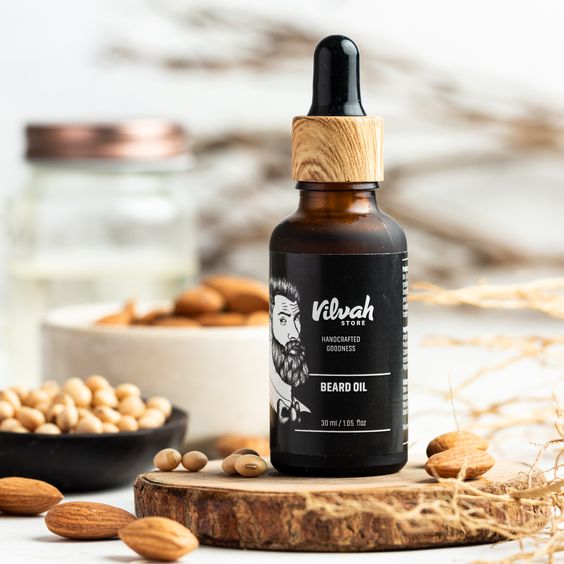 Vilvah
STORE
HANDCRAFTED
GOODNESS
BEARD OIL
30 ml / 1.05 floz